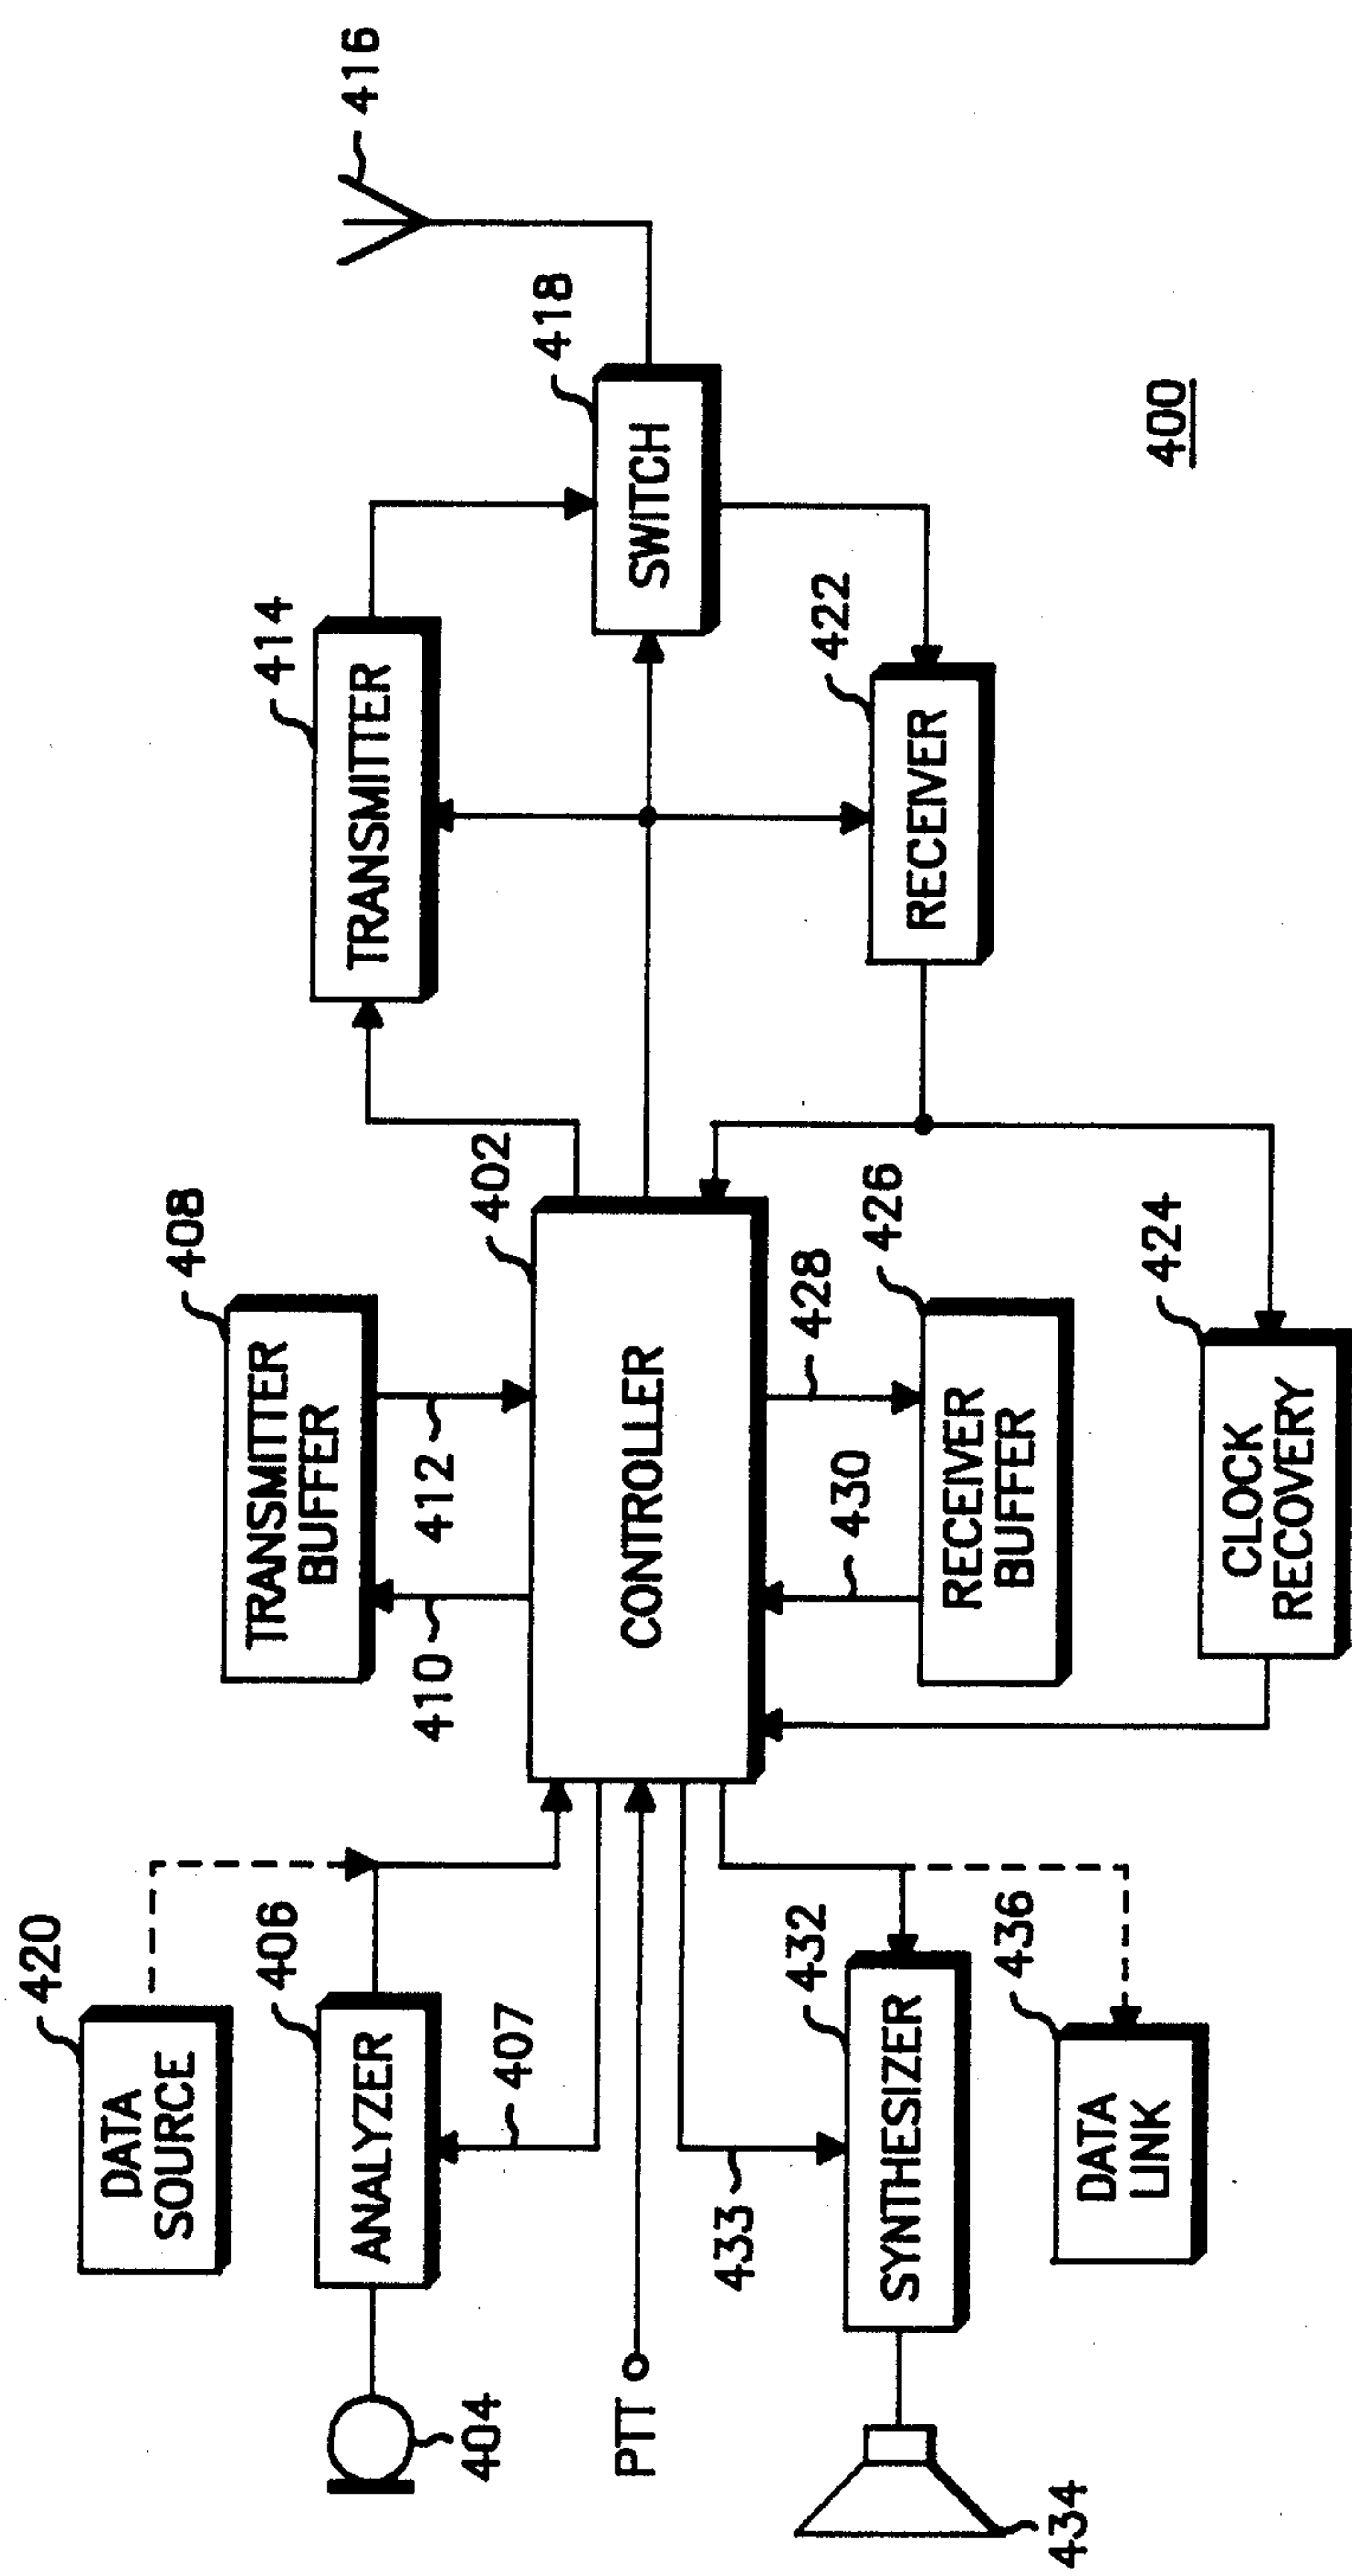 420
DATA
SOURCE
406
ANALYZER
407
404
PTT
433
432
SYNTHESIZER
434
436
DATA
LINK
408
TRANSMITTER
BUFFER
410
412
402
CONTROLLER
428
430
426
RECEIVER
BUFFER
424
CLOCK
RECOVERY
414
TRANSMITTER
416
418
SWITCH
422
RECEIVER
400